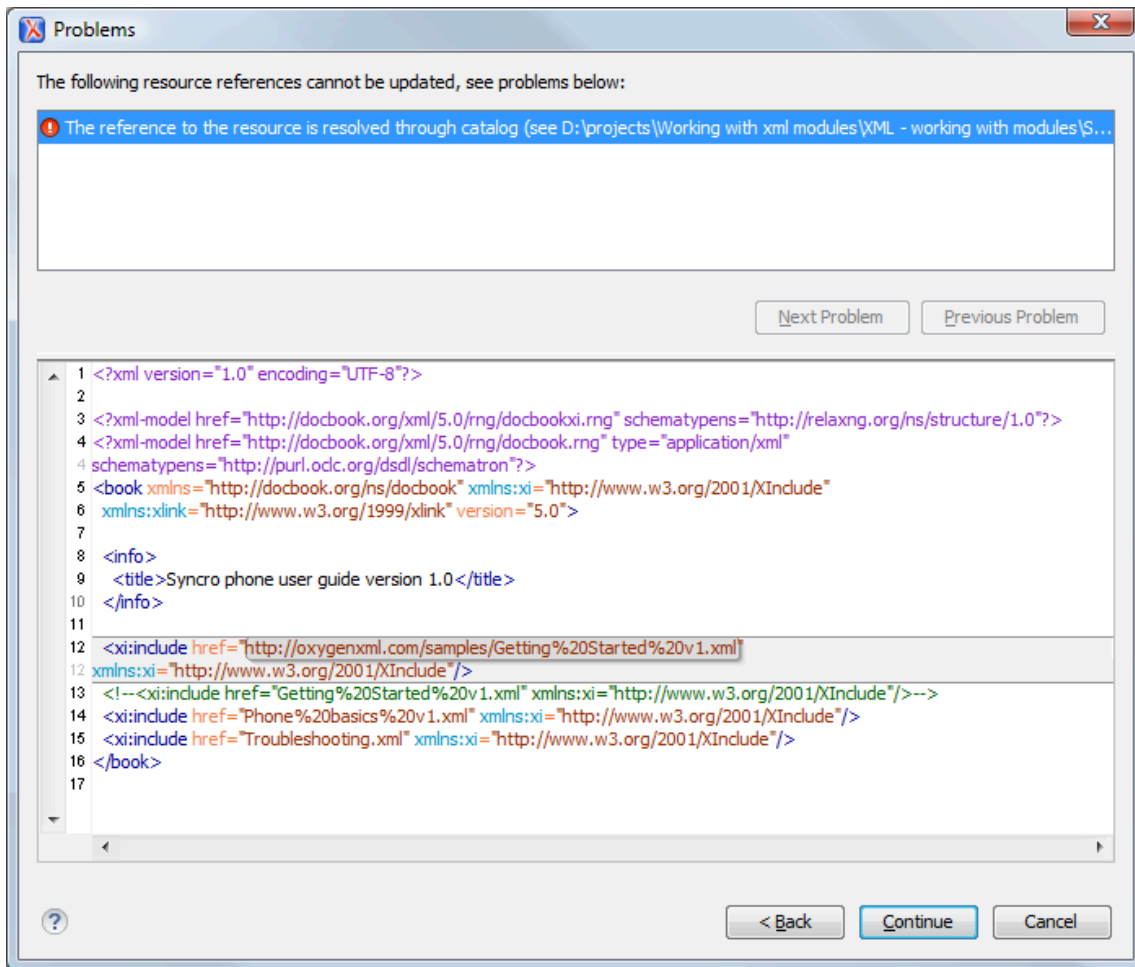 Problems
The following resource references cannot be updated, see problems below:
The reference to the resource is resolved through catalog (see D:\projects\Working with xml modules\XML - working with modules\S...
Next Problem Previous Problem
1 <?xml version="1.0" encoding="UTF-8"?>
2
3 <?xml-model href="http://docbook.org/xml/5.0/rng/docbookxi.rng" schematypens="http://relaxng.org/ns/structure/1.0"?>
4 <?xml-model href="http://docbook.org/xml/5.0/rng/docbook.rng" type="application/xml"
4 schematypens="http://purl.oclc.org/dsdl/schematron"?>
5 <book xmlns="http://docbook.org/ns/docbook" xmlns:xi="http://www.w3.org/2001/XInclude"
6 xmlns:xlink="http://www.w3.org/1999/xlink" version="5.0">
7
8 <info>
9 <title>Syncro phone user guide version 1.0</title>
10 </info>
11
12 <xi:include href="http://oxygenxml.com/samples/Getting%20Started%20v1.xml"
12 xmlns:xi="http://www.w3.org/2001/XInclude"/>
13 <!--<xi:include href="Getting%20Started%20v1.xml" xmlns:xi="http://www.w3.org/2001/XInclude"/>-->
14 <xi:include href="Phone%20basics%20v1.xml" xmlns:xi="http://www.w3.org/2001/XInclude"/>
15 <xi:include href="Troubleshooting.xml" xmlns:xi="http://www.w3.org/2001/XInclude"/>
16 </book>
17
? < Back Continue Cancel